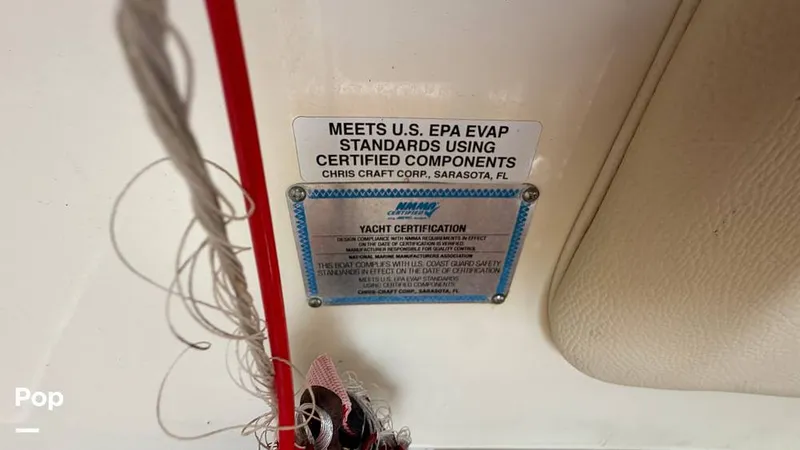 MEETS U.S. EPA EVAP
STANDARDS USING
CERTIFIED COMPONENTS
CHRIS CRAFT CORP., SARASOTA, FL
NMMA
CERTIFIED
YACHT CERTIFICATION
DESIGN COMPLIANCE WITH NMMA REQUIREMENTS IN EFFECT
ON THE DATE OF CERTIFICATION IS VERIFIED.
MANUFACTURER RESPONSIBLE FOR QUALITY CONTROL
NATIONAL MARINE MANUFACTURERS ASSOCIATION
THIS BOAT COMPLIES WITH U.S. COAST GUARD SAFETY
STANDARDS IN EFFECT ON THE DATE OF CERTIFICATION
MEETS U.S. EPA EVAP STANDARDS
USING CERTIFIED COMPONENTS
CHRIS-CRAFT CORP., SARASOTA, FL
Pop